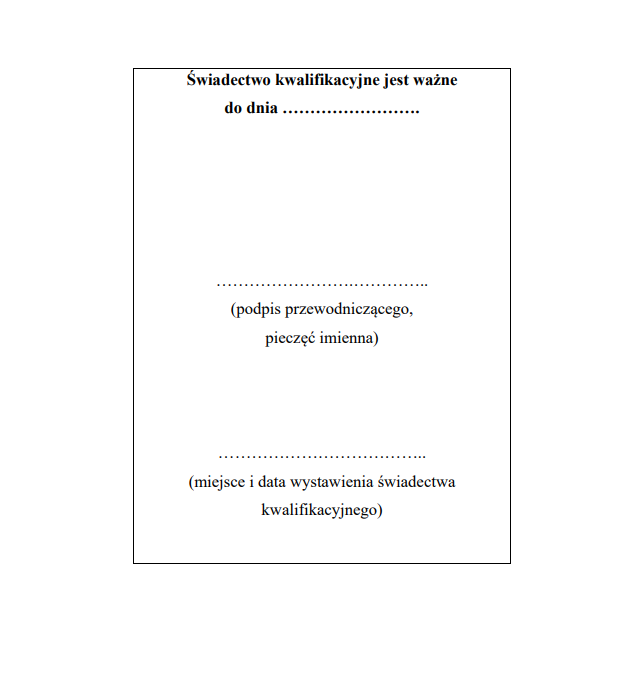 Świadectwo kwalifikacyjne jest ważne
do dnia …………………….
…………………….…………..
(podpis przewodniczącego,
pieczęć imienna)
………………………………..
(miejsce i data wystawienia świadectwa
kwalifikacyjnego)